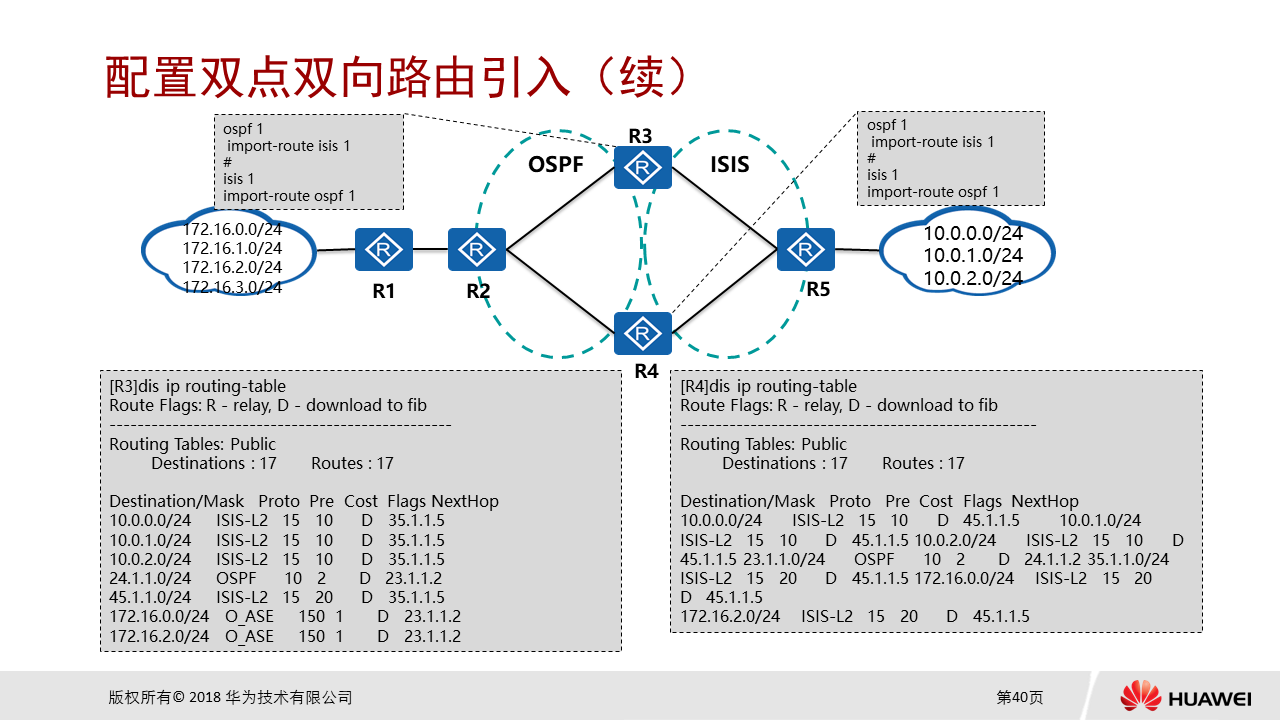 配置双点双向路由引入（续）
ospf 1
import-route isis 1
#
isis 1
import-route ospf 1
R3
OSPF
ISIS
ospf 1
import-route isis 1
#
isis 1
import-route ospf 1
172.16.0.0/24
172.16.1.0/24
172.16.2.0/24
172.16.3.0/24
R
R
R
R
R
10.0.0.0/24
10.0.1.0/24
10.0.2.0/24
R1
R2
R5
R4
[R3]dis ip routing-table
Route Flags: R - relay, D - download to fib
-------------------------------------------------
Routing Tables: Public
Destinations : 17 Routes : 17
Destination/Mask Proto Pre Cost Flags NextHop
10.0.0.0/24 ISIS-L2 15 10 D 35.1.1.5
10.0.1.0/24 ISIS-L2 15 10 D 35.1.1.5
10.0.2.0/24 ISIS-L2 15 10 D 35.1.1.5
24.1.1.0/24 OSPF 10 2 D 23.1.1.2
45.1.1.0/24 ISIS-L2 15 20 D 35.1.1.5
172.16.0.0/24 O_ASE 150 1 D 23.1.1.2
172.16.2.0/24 O_ASE 150 1 D 23.1.1.2
[R4]dis ip routing-table
Route Flags: R - relay, D - download to fib
---------------------------------------------------
Routing Tables: Public
Destinations : 17 Routes : 17
Destination/Mask Proto Pre Cost Flags NextHop
10.0.0.0/24 ISIS-L2 15 10 D 45.1.1.5 10.0.1.0/24
ISIS-L2 15 10 D 45.1.1.5 10.0.2.0/24 ISIS-L2 15 10 D
45.1.1.5 23.1.1.0/24 OSPF 10 2 D 24.1.1.2 35.1.1.0/24
ISIS-L2 15 20 D 45.1.1.5 172.16.0.0/24 ISIS-L2 15 20
D 45.1.1.5
172.16.2.0/24 ISIS-L2 15 20 D 45.1.1.5
版权所有© 2018 华为技术有限公司
第40页
HUAWEI